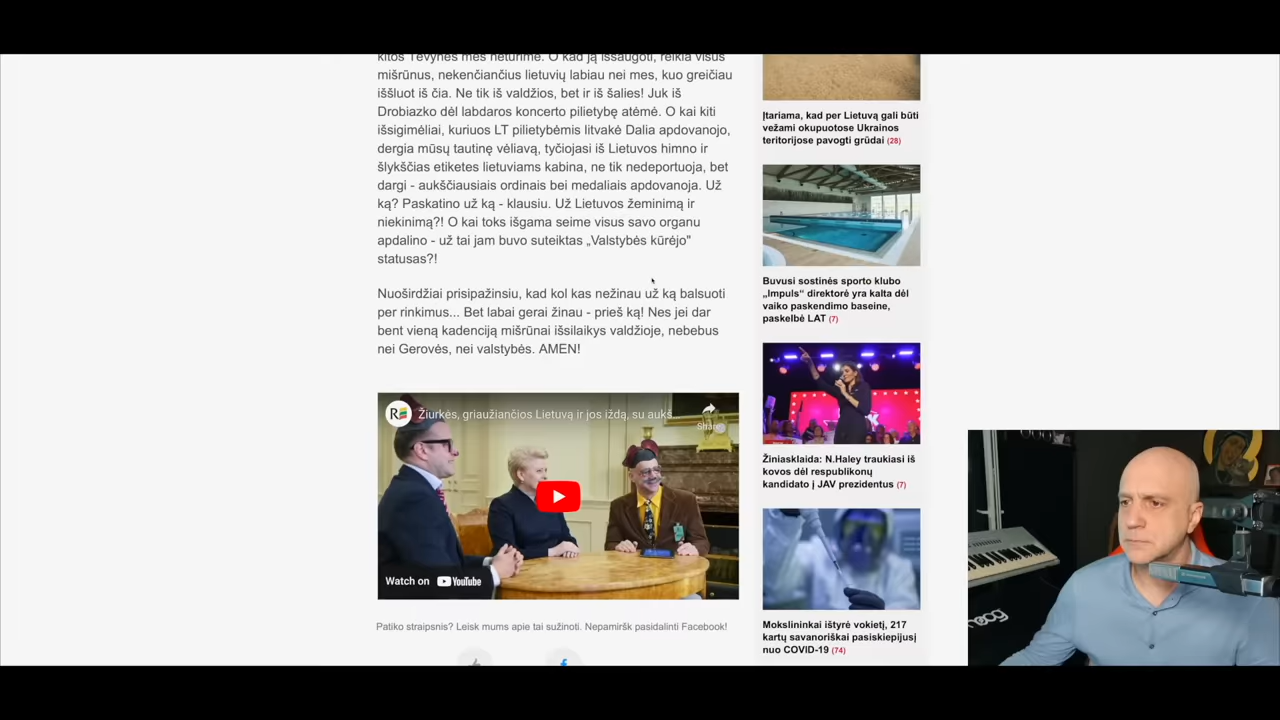 kitos Tėvynės mes neturime. O kad ją išsaugoti, reikia visus
mišrūnus, nekenčiančius lietuvių labiau nei mes, kuo greičiau
iššluot iš čia. Ne tik iš valdžios, bet ir iš šalies! Juk iš
Drobiazko dėl labdaros koncerto pilietybę atėmė. O kai kiti
išsigimėliai, kuriuos LT pilietybėmis litvakė Dalia apdovanojo,
dergia mūsų tautinę vėliavą, tyčiojasi iš Lietuvos himno ir
šlykščias etiketes lietuviams kabina, ne tik nedeportuoja, bet
dargi - aukščiausiais ordinais bei medaliais apdovanoja. Už
ką? Paskatino už ką - klausiu. Už Lietuvos žeminimą ir
niekinimą?! O kai toks išgama seime visus savo organu
apdalino - už tai jam buvo suteiktas „Valstybės kūrėjo"
statusas?!
Nuoširdžiai prisipažinsiu, kad kol kas nežinau už ką balsuoti
per rinkimus... Bet labai gerai žinau - prieš ką! Nes jei dar
bent vieną kadenciją mišrūnai išsilaikys valdžioje, nebebus
nei Gerovės, nei valstybės. AMEN!
R
Žiurkės, griaužiančios Lietuvą ir jos iždą, su aukš
Share
Watch on YouTube
Patiko straipsnis? Leisk mums apie tai sužinoti. Nepamiršk pasidalinti Facebook!
Įtariama, kad per Lietuvą gali būti
vežami okupuotose Ukrainos
teritorijose pavogti grūdai (28)
Buvusi sostinės sporto klubo
„Impuls“ direktorė yra kalta dėl
vaiko paskendimo baseine,
paskelbė LAT (7)
Žiniasklaida: N.Haley traukiasi iš
kovos dėl respublikonų
kandidato į JAV prezidentus (7)
Mokslininkai ištyrė vokietį, 217
kartų savanoriškai pasiskiepijusį
nuo COVID-19 (74)
moog